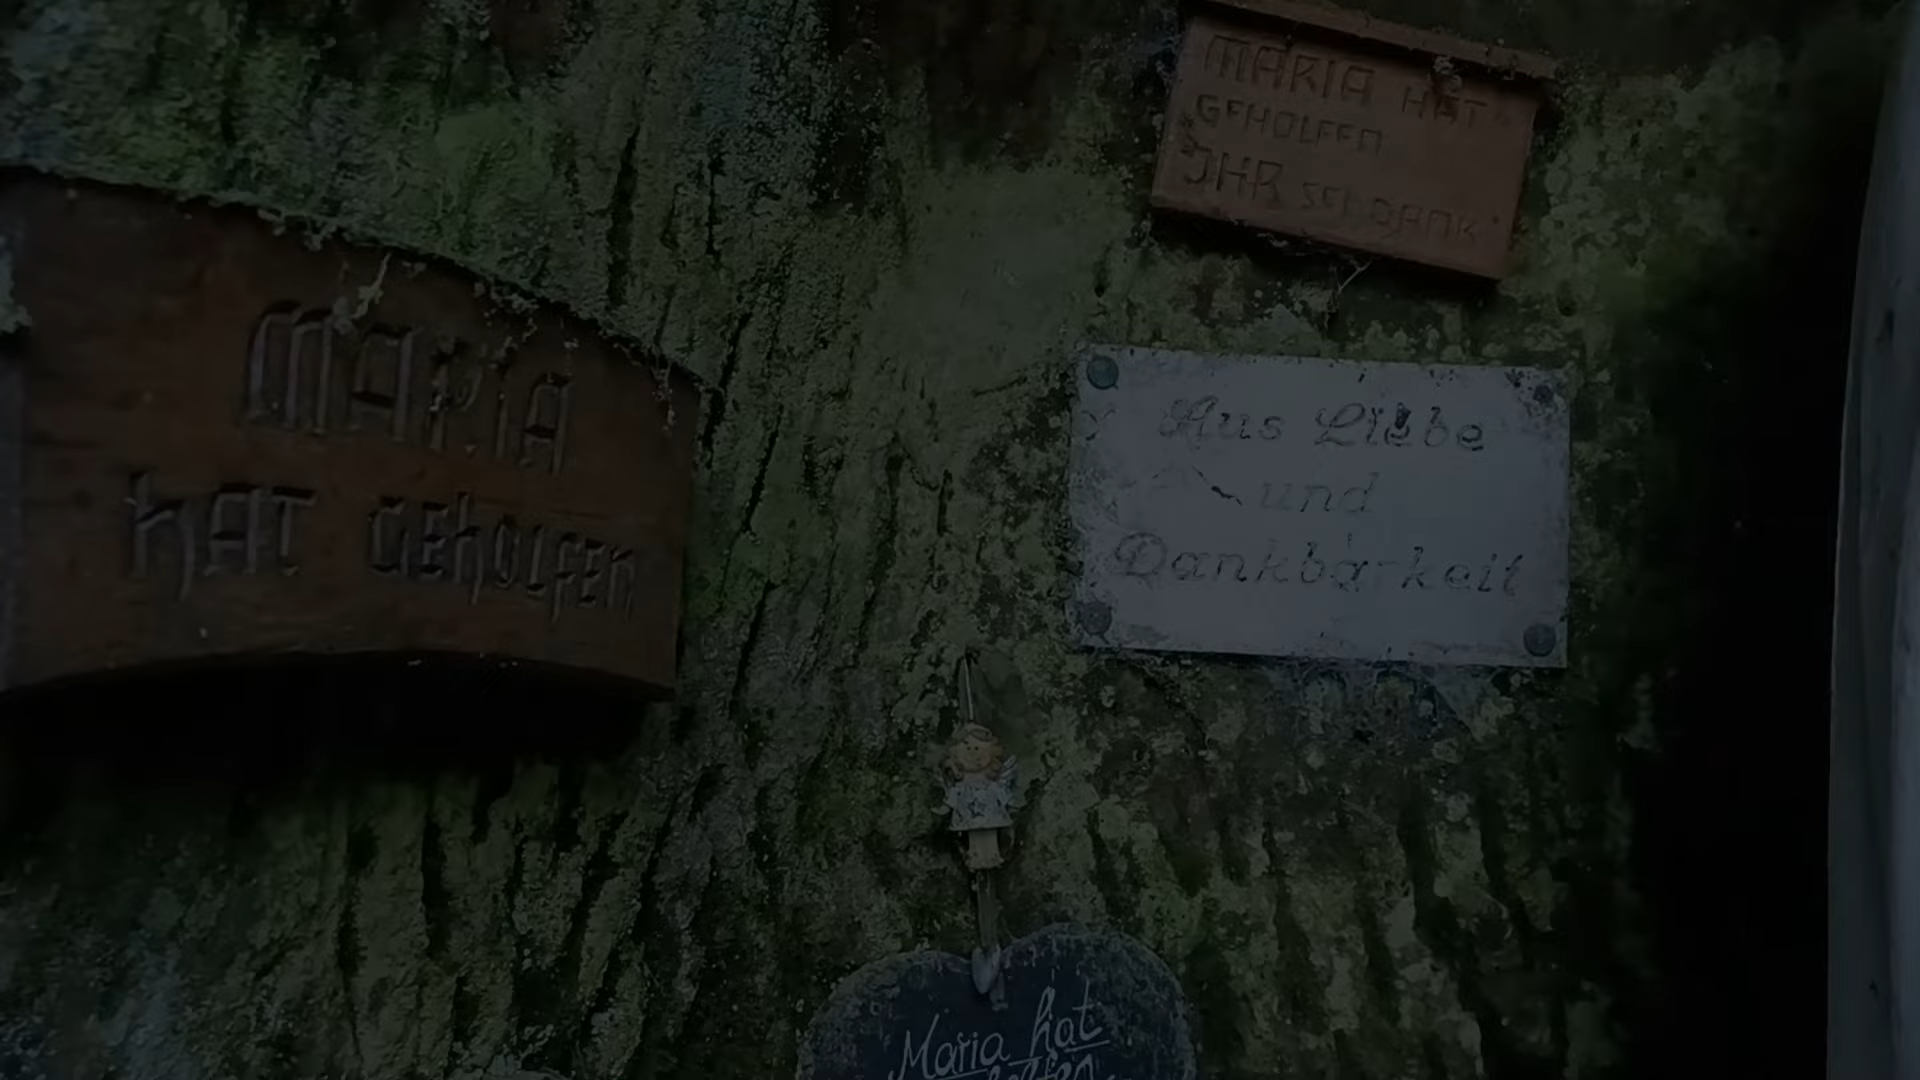 MARIA HAT
GEHOLFEN
IHR SEI DANK
MARIA
HAT GEHOLFEN
Aus Liebe
und
Dankbarkeit
Maria hat